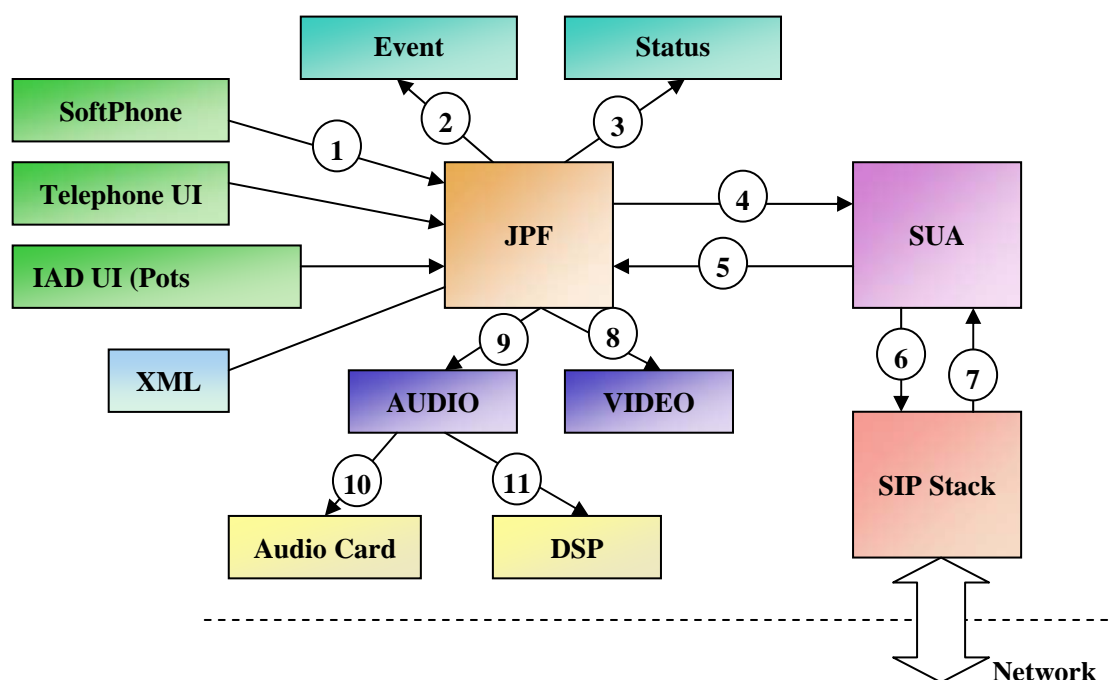 Event
Status
SoftPhone
2
3
1
Telephone UI
4
JPF
SUA
5
IAD UI (Pots
9
8
6
7
XML
AUDIO
VIDEO
10
11
SIP Stack
Audio Card
DSP
Network